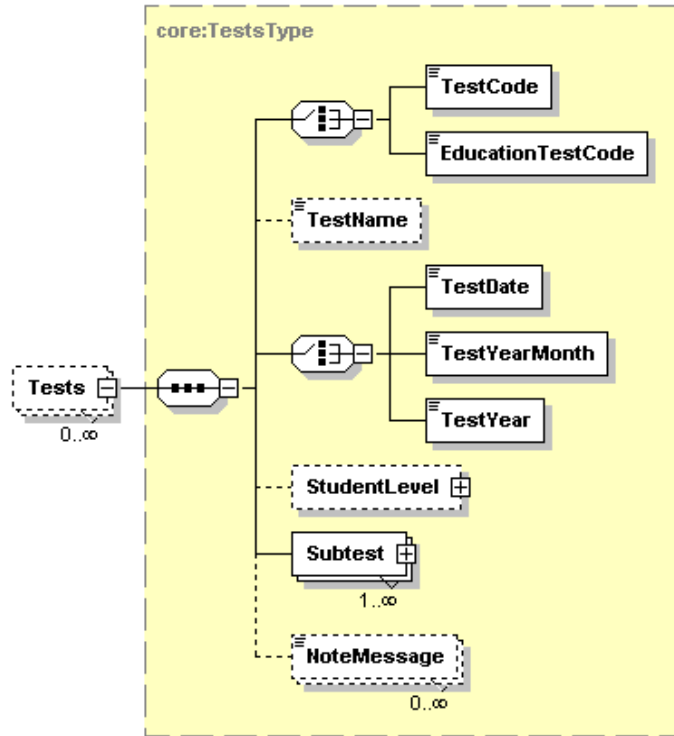 core:TestsType
TestCode
EducationTestCode
TestName
TestDate
TestYearMonth
TestYear
Tests
0..∞
StudentLevel
Subtest
1..∞
NoteMessage
0..∞